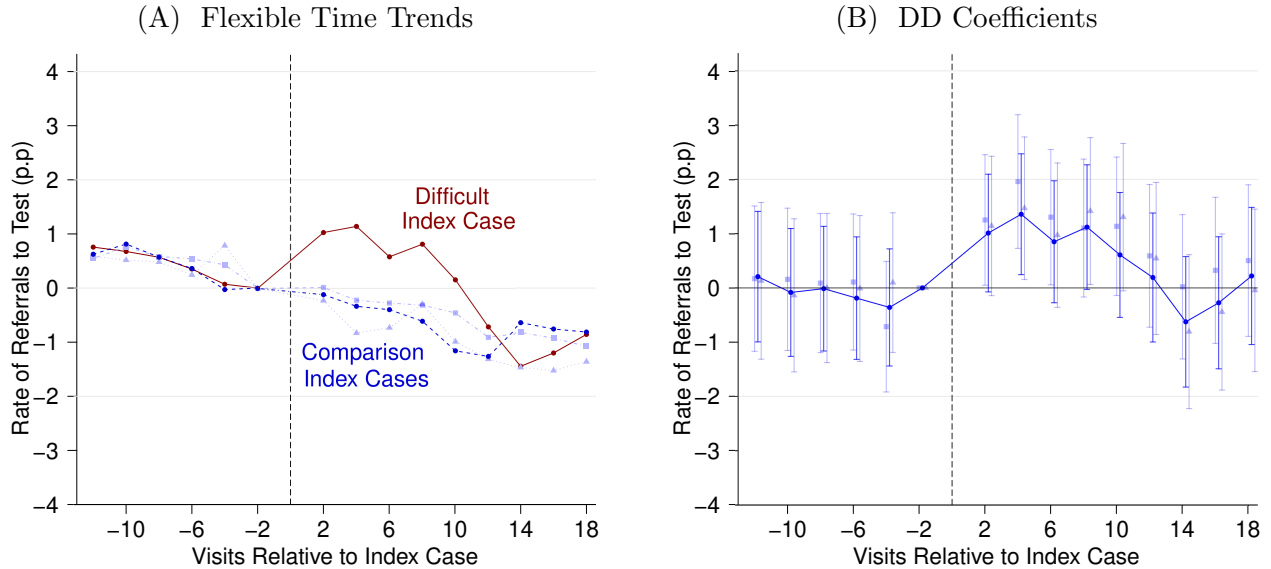 (A) Flexible Time Trends
Rate of Referrals to Test (p.p)
4
3
2
1
0
−1
−2
−3
−4
Difficult
Index Case
Comparison
Index Cases
−10 −6 −2 2 6 10 14 18
Visits Relative to Index Case
(B) DD Coefficients
Rate of Referrals to Test (p.p)
4
3
2
1
0
−1
−2
−3
−4
−10 −6 −2 2 6 10 14 18
Visits Relative to Index Case